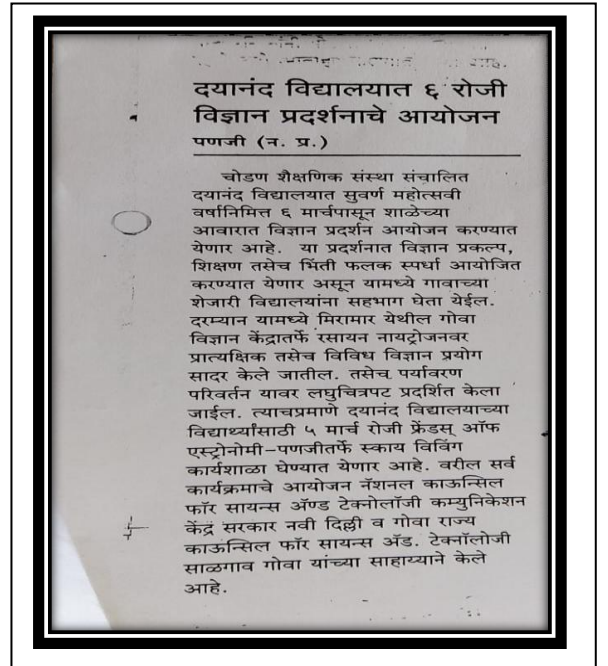 दयानंद विद्यालयात ६ रोजी
विज्ञान प्रदर्शनाचे आयोजन
पणजी (न. प्र.)
चोडण शैक्षणिक संस्था संचालित
दयानंद विद्यालयात सुवर्ण महोत्सवी
वर्षानिमित्त ६ मार्चपासून शाळेच्या
आवारात विज्ञान प्रदर्शन आयोजन करण्यात
येणार आहे. या प्रदर्शनात विज्ञान प्रकल्प,
शिक्षण तसेच भिंती फलक स्पर्धा आयोजित
करण्यात येणार असून यामध्ये गावाच्या
शेजारी विद्यालयांना सहभाग घेता येईल.
दरम्यान यामध्ये मिरामार येथील गोवा
विज्ञान केंद्रातर्फे रसायन नायट्रोजनवर
प्रात्यक्षिक तसेच विविध विज्ञान प्रयोग
सादर केले जातील. तसेच पर्यावरण
परिवर्तन यावर लघुचित्रपट प्रदर्शित केला
जाईल. त्याचप्रमाणे दयानंद विद्यालयाच्या
विद्यार्थ्यांसाठी ५ मार्च रोजी फ्रेंडस् ऑफ
एस्ट्रोनोमी-पणजीतर्फे स्काय विविंग
कार्यशाळा घेण्यात येणार आहे. वरील सर्व
कार्यक्रमाचे आयोजन नॅशनल काऊन्सिल
फॉर सायन्स ॲण्ड टेक्नोलॉजी कम्युनिकेशन
केंद्र सरकार नवी दिल्ली व गोवा राज्य
काऊन्सिल फॉर सायन्स अँड. टेक्नॉलोजी
साळगाव गोवा यांच्या साहाय्याने केले
आहे.